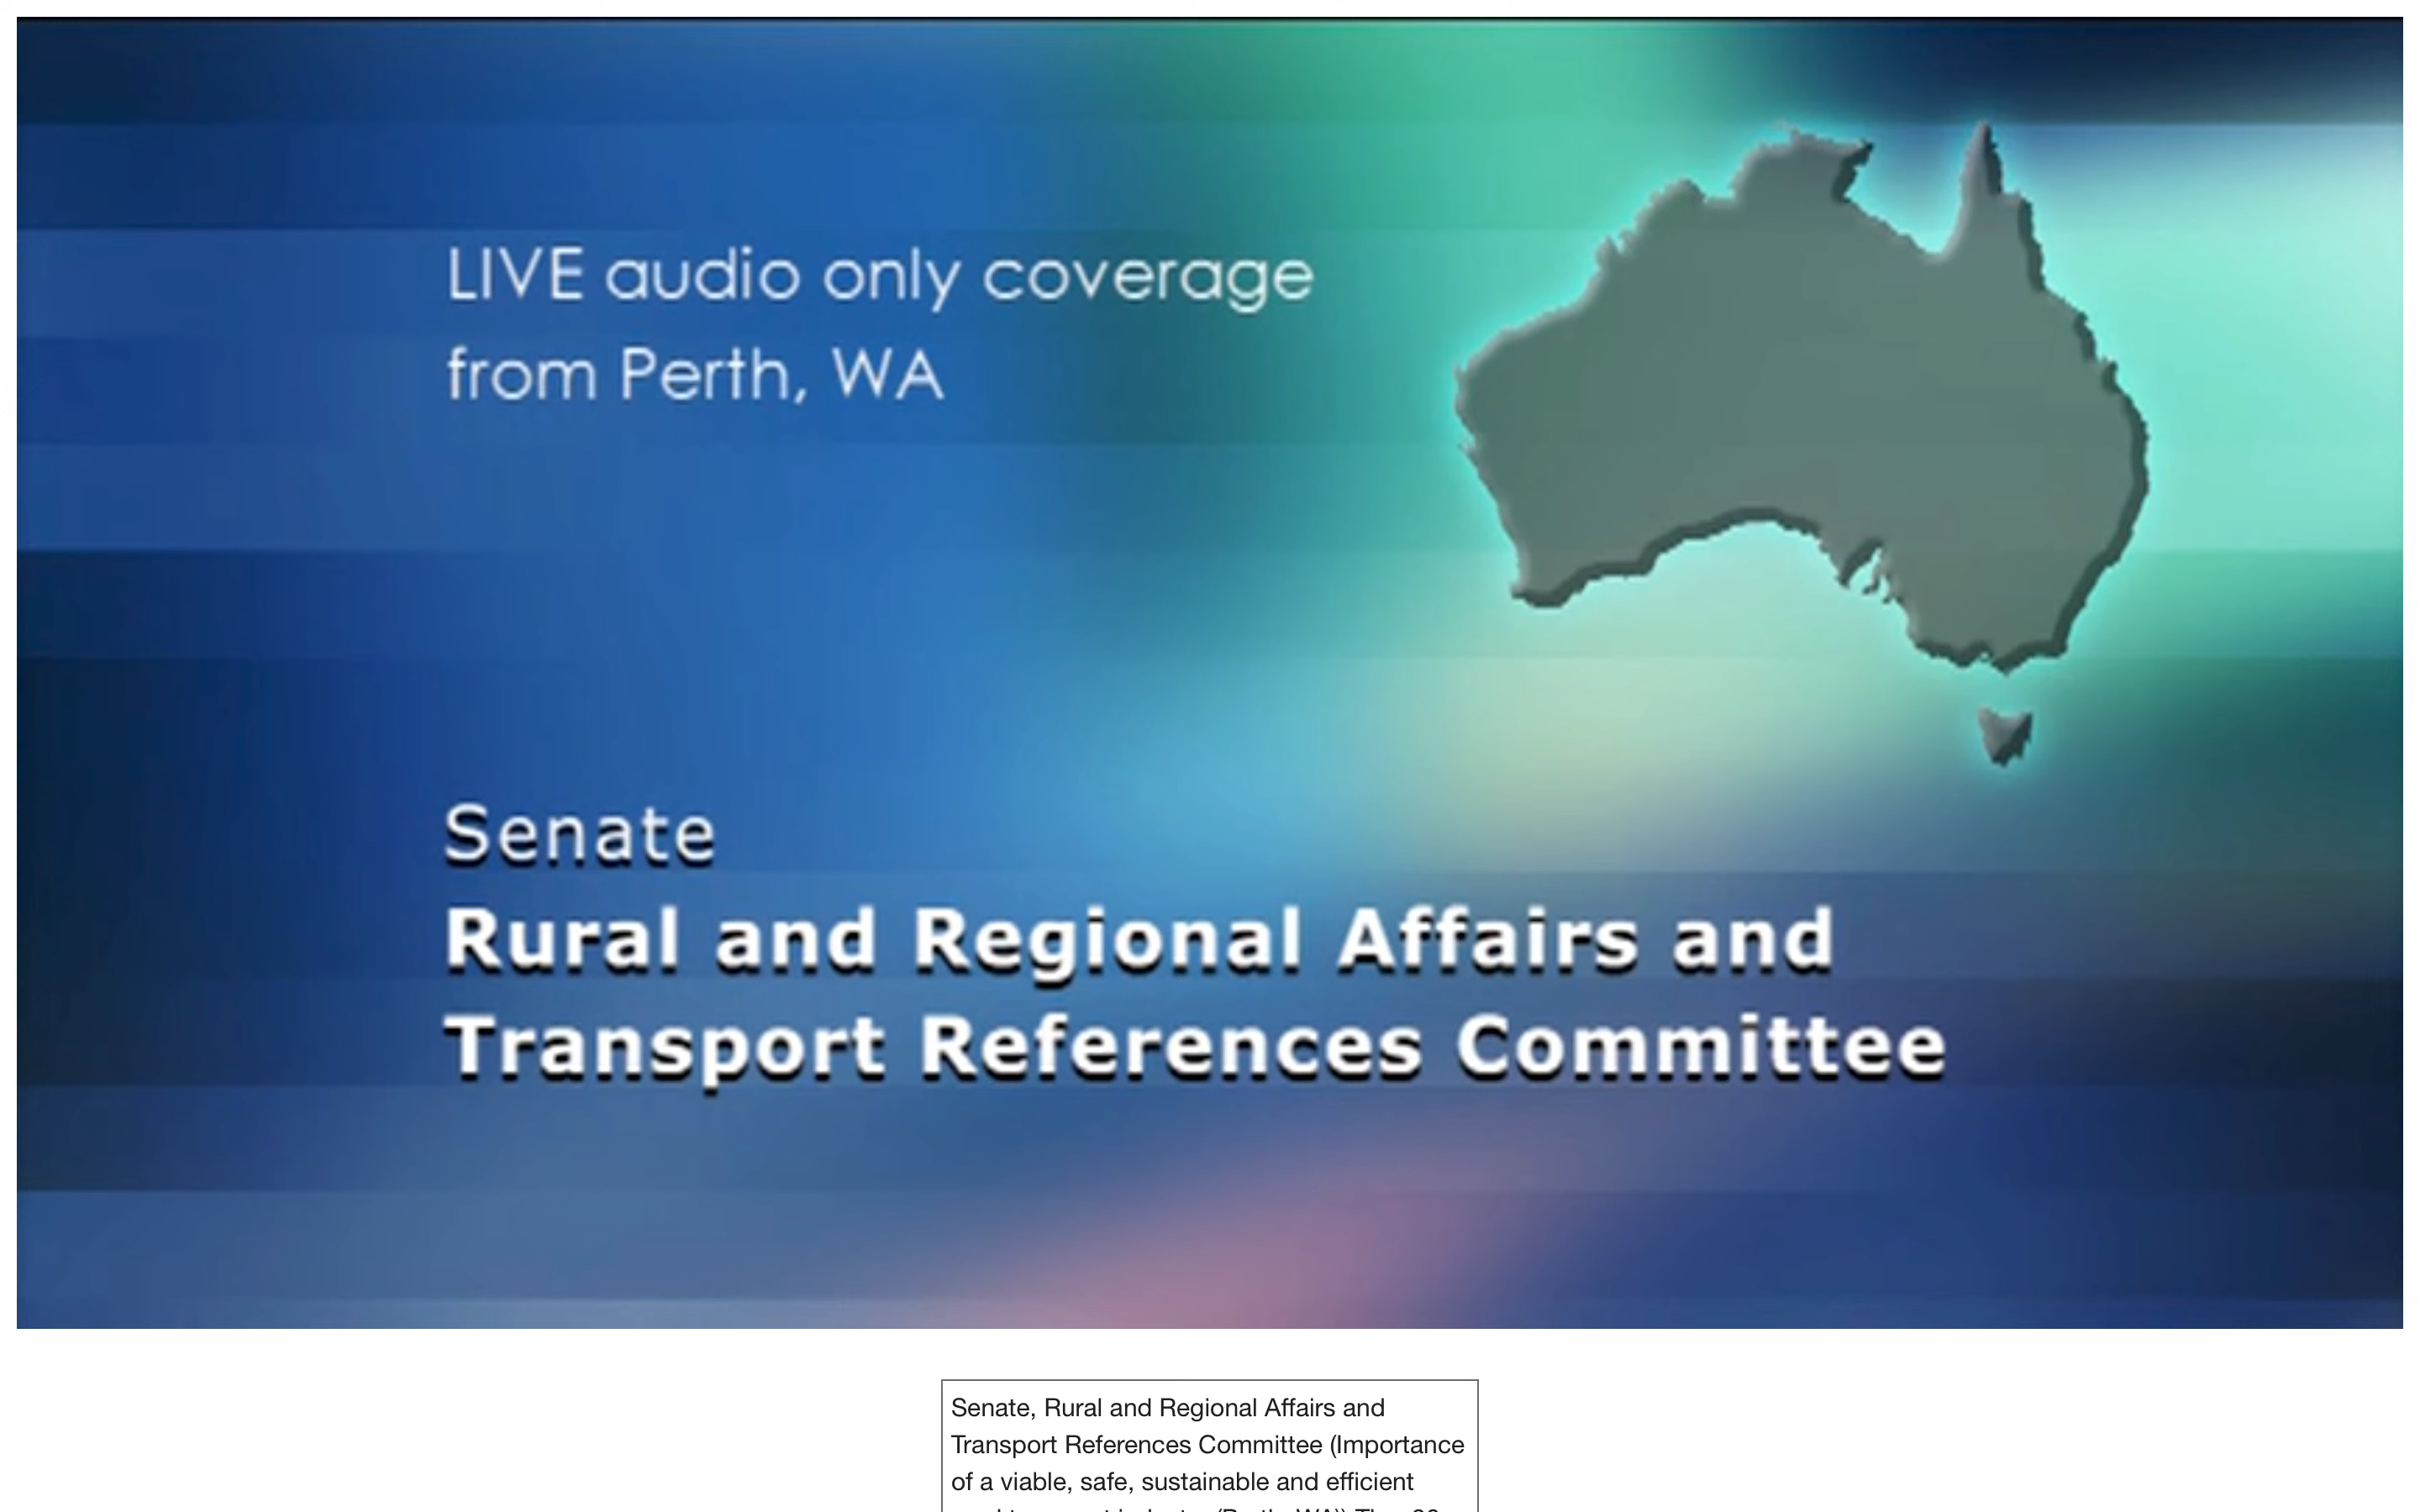 LIVE audio only coverage
from Perth, WA
Senate
Rural and Regional Affairs and
Transport References Committee
Senate, Rural and Regional Affairs and
Transport References Committee (Importance
of a viable, safe, sustainable and efficient